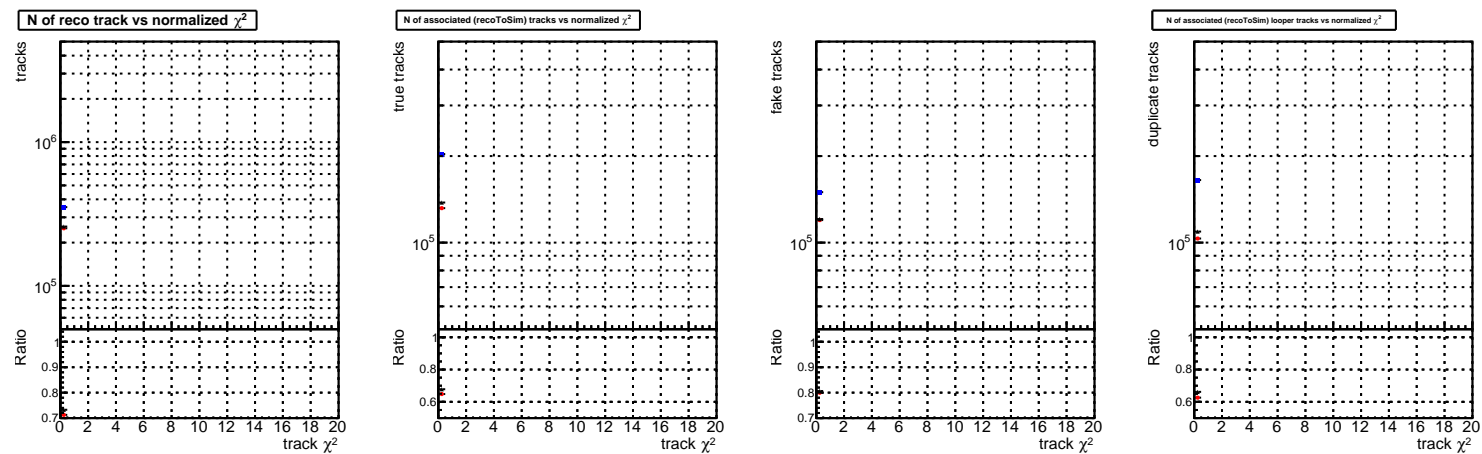 N of reco track vs normalized χ²
tracks
10⁶
10⁵
Ratio
1
0.9
0.8
0.7
0 2 4 6 8 10 12 14 16 18 20
track χ²
N of associated (recoToSim) tracks vs normalized χ²
true tracks
10⁵
Ratio
1
0.8
0.6
0 2 4 6 8 10 12 14 16 18 20
track χ²
fake tracks
10⁵
Ratio
1
0.9
0.8
0.7
0 2 4 6 8 10 12 14 16 18 20
track χ²
N of associated (recoToSim) looper tracks vs normalized χ²
duplicate tracks
10⁵
Ratio
1
0.8
0.6
0 2 4 6 8 10 12 14 16 18 20
track χ²